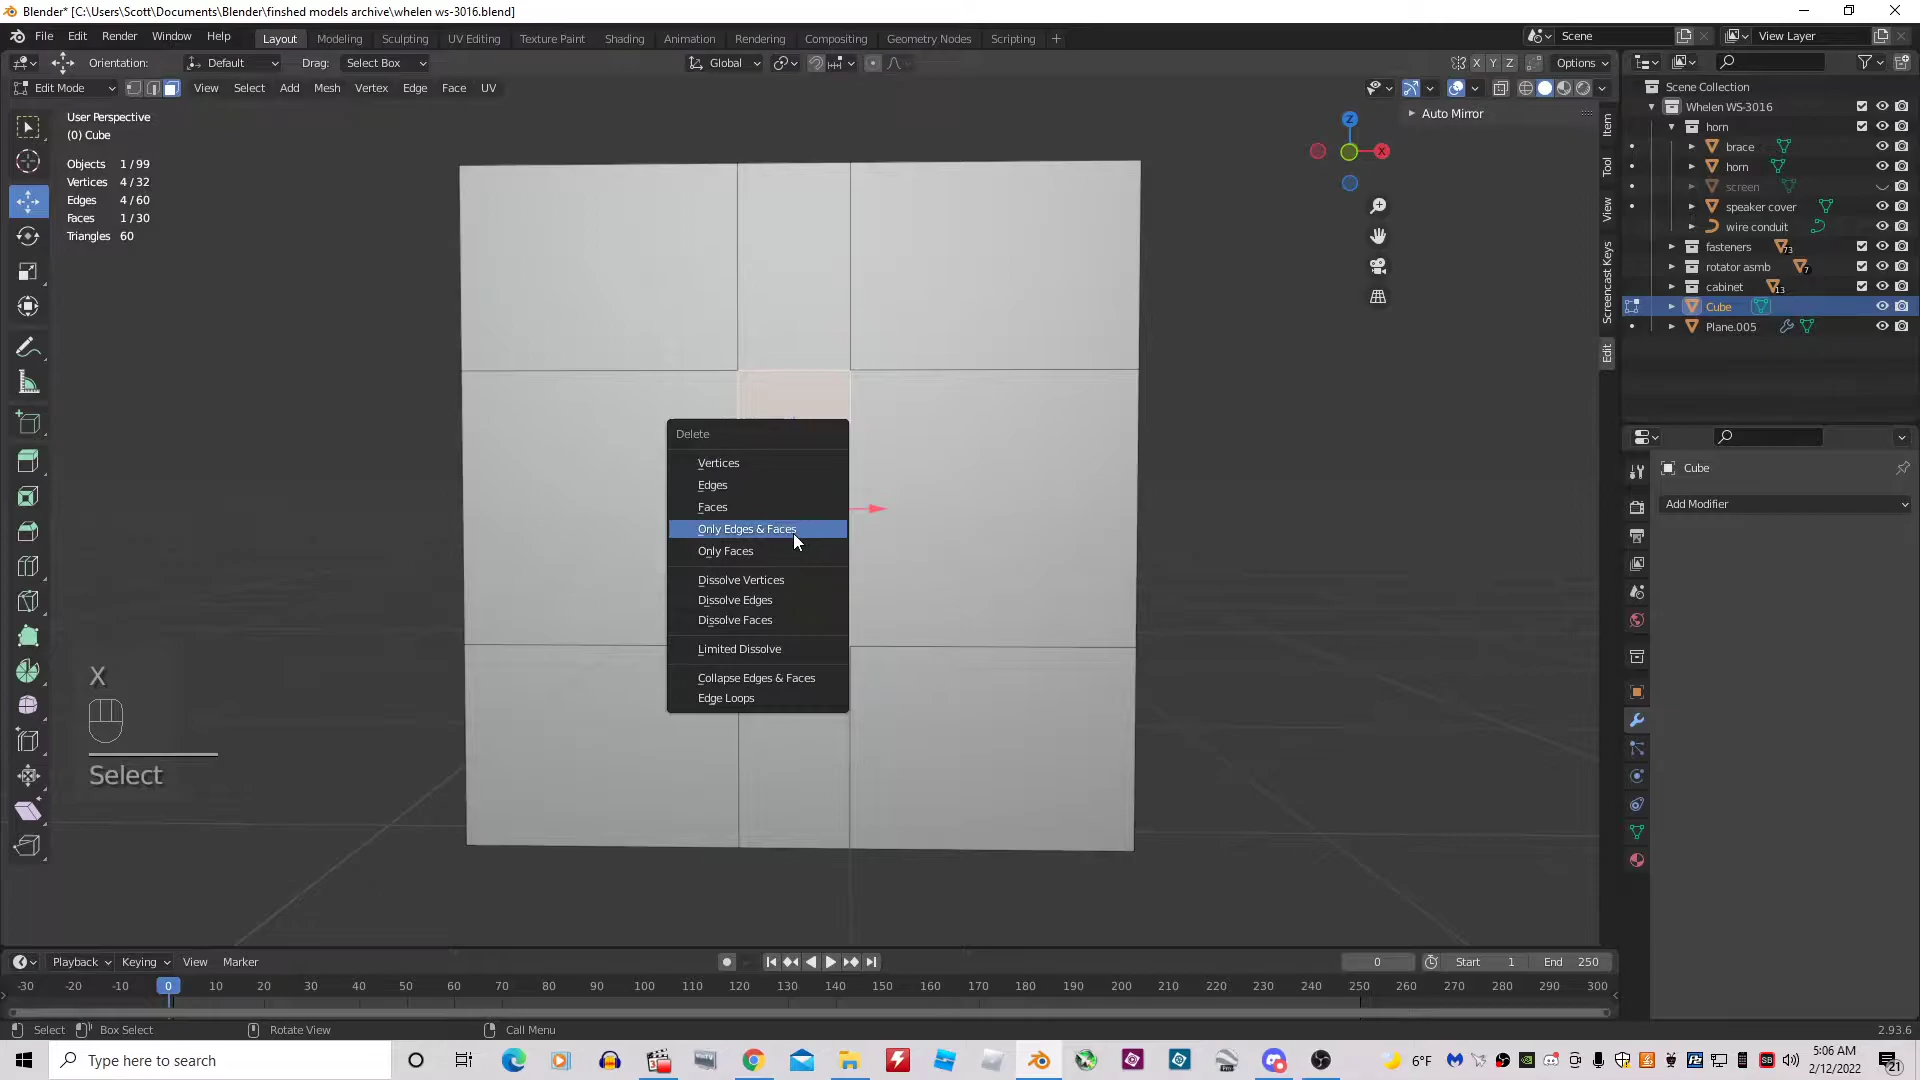 Blender* [C:\Users\Scott\Documents\Blender\finshed models archive\whelen ws-3016.blend]
File Edit Render Window Help Layout Modeling Sculpting UV Editing Texture Paint Shading Animation Rendering Compositing Geometry Nodes Scripting + Scene View Layer
Orientation: Default Drag: Select Box Global X Y Z Options
Edit Mode View Select Add Mesh Vertex Edge Face UV
User Perspective
(0) Cube
Objects 1 / 99
Vertices 4 / 32
Edges 4 / 60
Faces 1 / 30
Triangles 60
Auto Mirror
Z
X
Item
Tool
View
Screencast Keys
Edit
Scene Collection
Whelen WS-3016
horn
brace
horn
screen
speaker cover
wire conduit
fasteners 73
rotator asmb 7
cabinet 13
Cube
Plane.005
Cube
Add Modifier
Delete
Vertices
Edges
Faces
Only Edges & Faces
Only Faces
Dissolve Vertices
Dissolve Edges
Dissolve Faces
Limited Dissolve
Collapse Edges & Faces
Edge Loops
X
Select
Playback Keying View Marker 0 Start 1 End 250
-30 -20 -10 0 10 20 30 40 50 60 70 80 90 100 110 120 130 140 150 160 170 180 190 200 210 220 230 240 250 260 270 280 290 300
Select Box Select Rotate View Call Menu 2.93.6
Type here to search 6°F 5:06 AM
2/12/2022 21